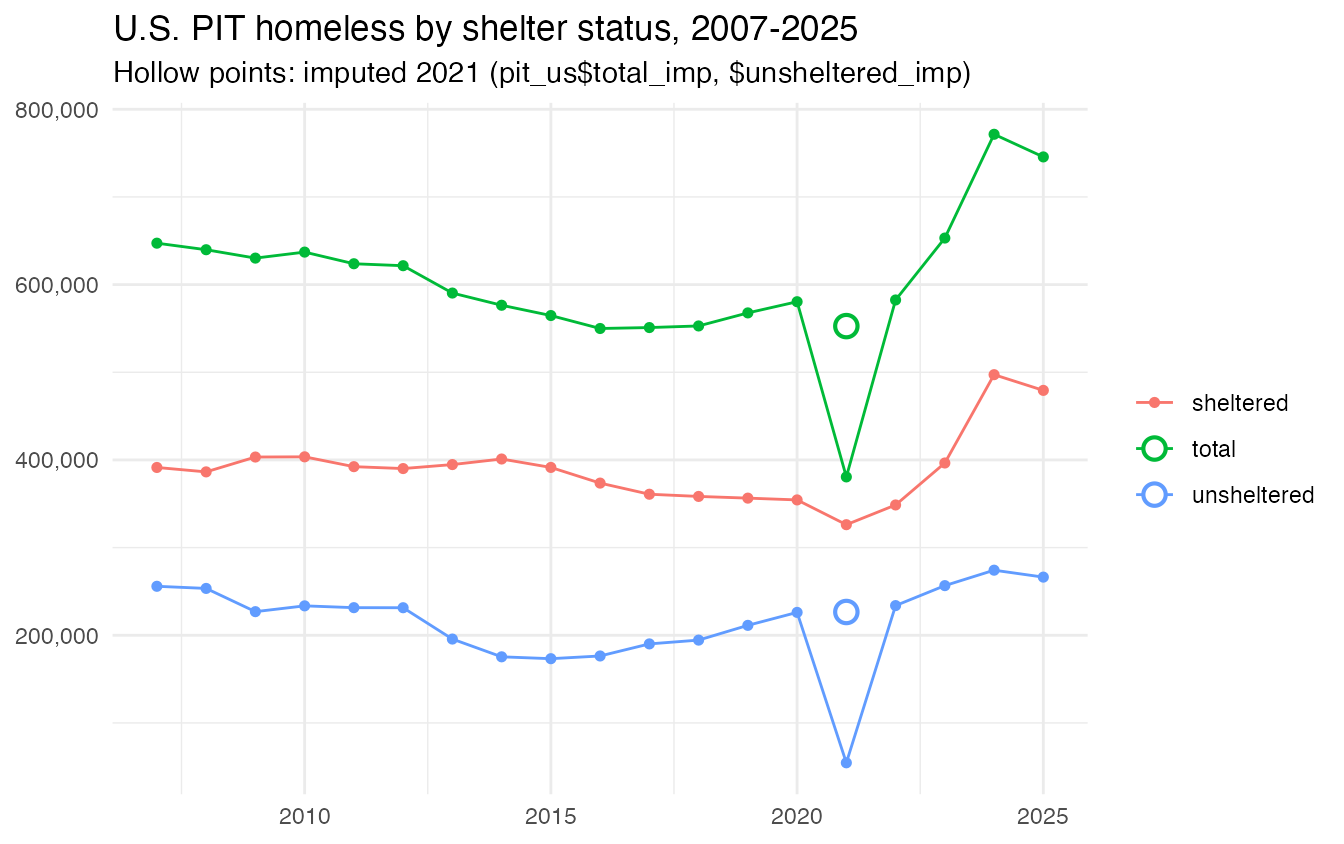 U.S. PIT homeless by shelter status, 2007-2025
Hollow points: imputed 2021 (pit_us$total_imp, $unsheltered_imp)
800,000
600,000
400,000
200,000
2010
2015
2020
2025
sheltered
total
unsheltered